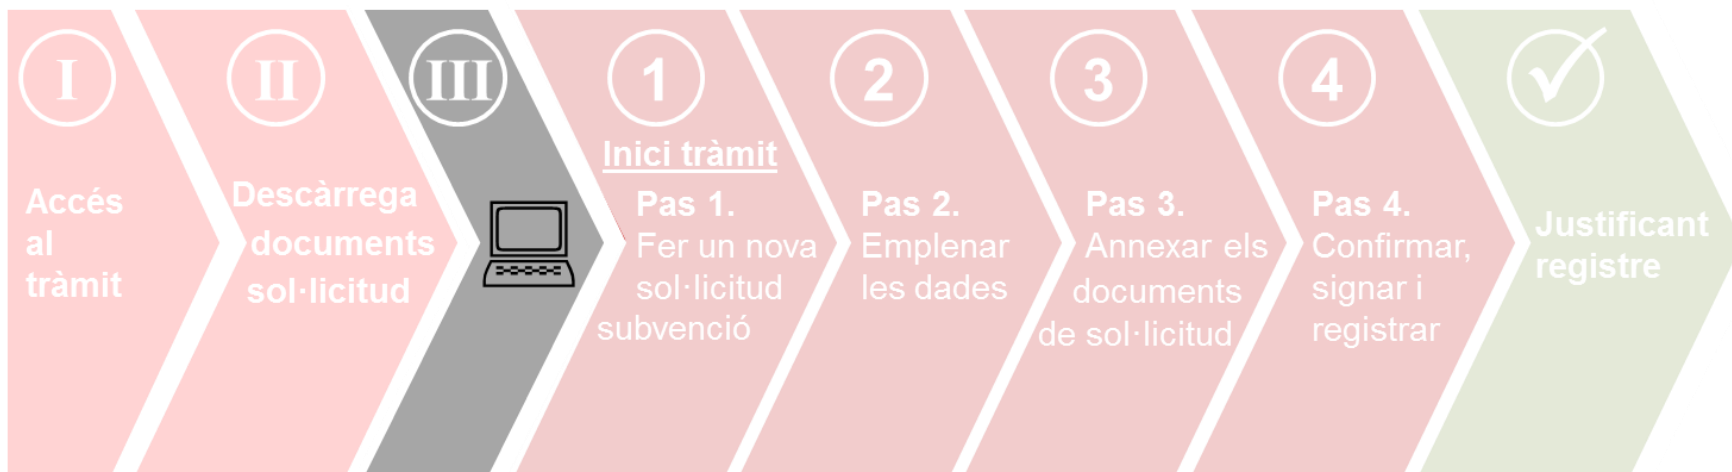 I
Accés
al
tràmit
II
Descàrrega
documents
sol·licitud
III
1
Inici tràmit
Pas 1.
Fer un nova
sol·licitud
subvenció
2
Pas 2.
Emplenar
les dades
3
Pas 3.
Annexar els
documents
de sol·licitud
4
Pas 4.
Confirmar,
signar i
registrar
Justificant
registre